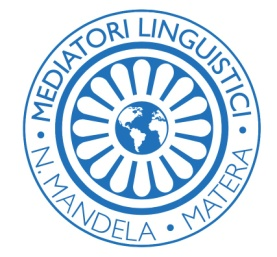 MEDIATORI LINGUISTICI
• N. MANDELA • MATERA •